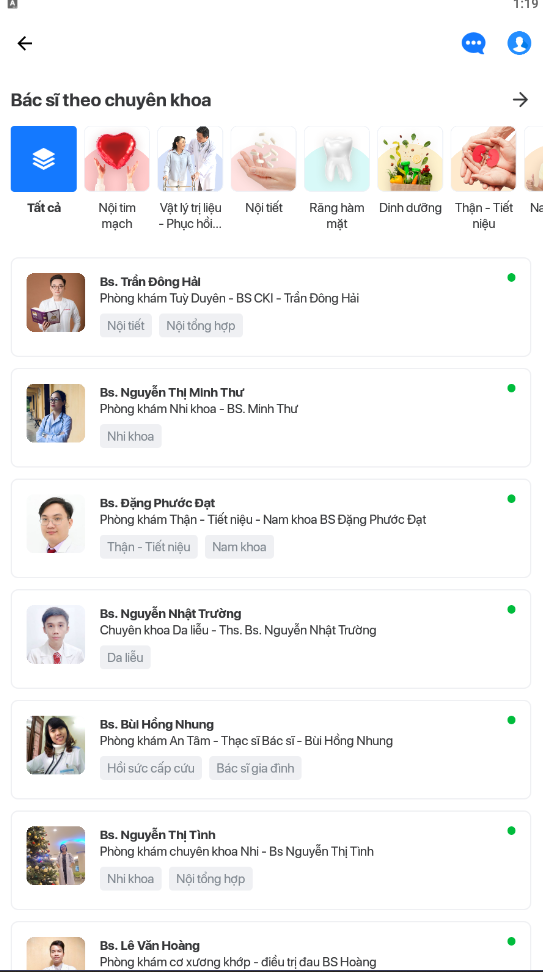 1:19
Bác sĩ theo chuyên khoa
Tất cả
Nội tim
mạch
Vật lý trị liệu
- Phục hồi...
Nội tiết
Răng hàm
mặt
Dinh dưỡng
Thận - Tiết
niệu
Bs. Trần Đông Hải
Phòng khám Tuỳ Duyên - BS CKI - Trần Đông Hải
Nội tiết
Nội tổng hợp
Bs. Nguyễn Thị Minh Thư
Phòng khám Nhi khoa - BS. Minh Thư
Nhi khoa
Bs. Đặng Phước Đạt
Phòng khám Thận - Tiết niệu - Nam khoa BS Đặng Phước Đạt
Thận - Tiết niệu
Nam khoa
Bs. Nguyễn Nhật Trường
Chuyên khoa Da liễu - Ths. Bs. Nguyễn Nhật Trường
Da liễu
Bs. Bùi Hồng Nhung
Phòng khám An Tâm - Thạc sĩ Bác sĩ - Bùi Hồng Nhung
Hồi sức cấp cứu
Bác sĩ gia đình
Bs. Nguyễn Thị Tình
Phòng khám chuyên khoa Nhi - Bs Nguyễn Thị Tình
Nhi khoa
Nội tổng hợp
Bs. Lê Văn Hoàng
Phòng khám cơ xương khớp - điều trị đau BS Hoàng